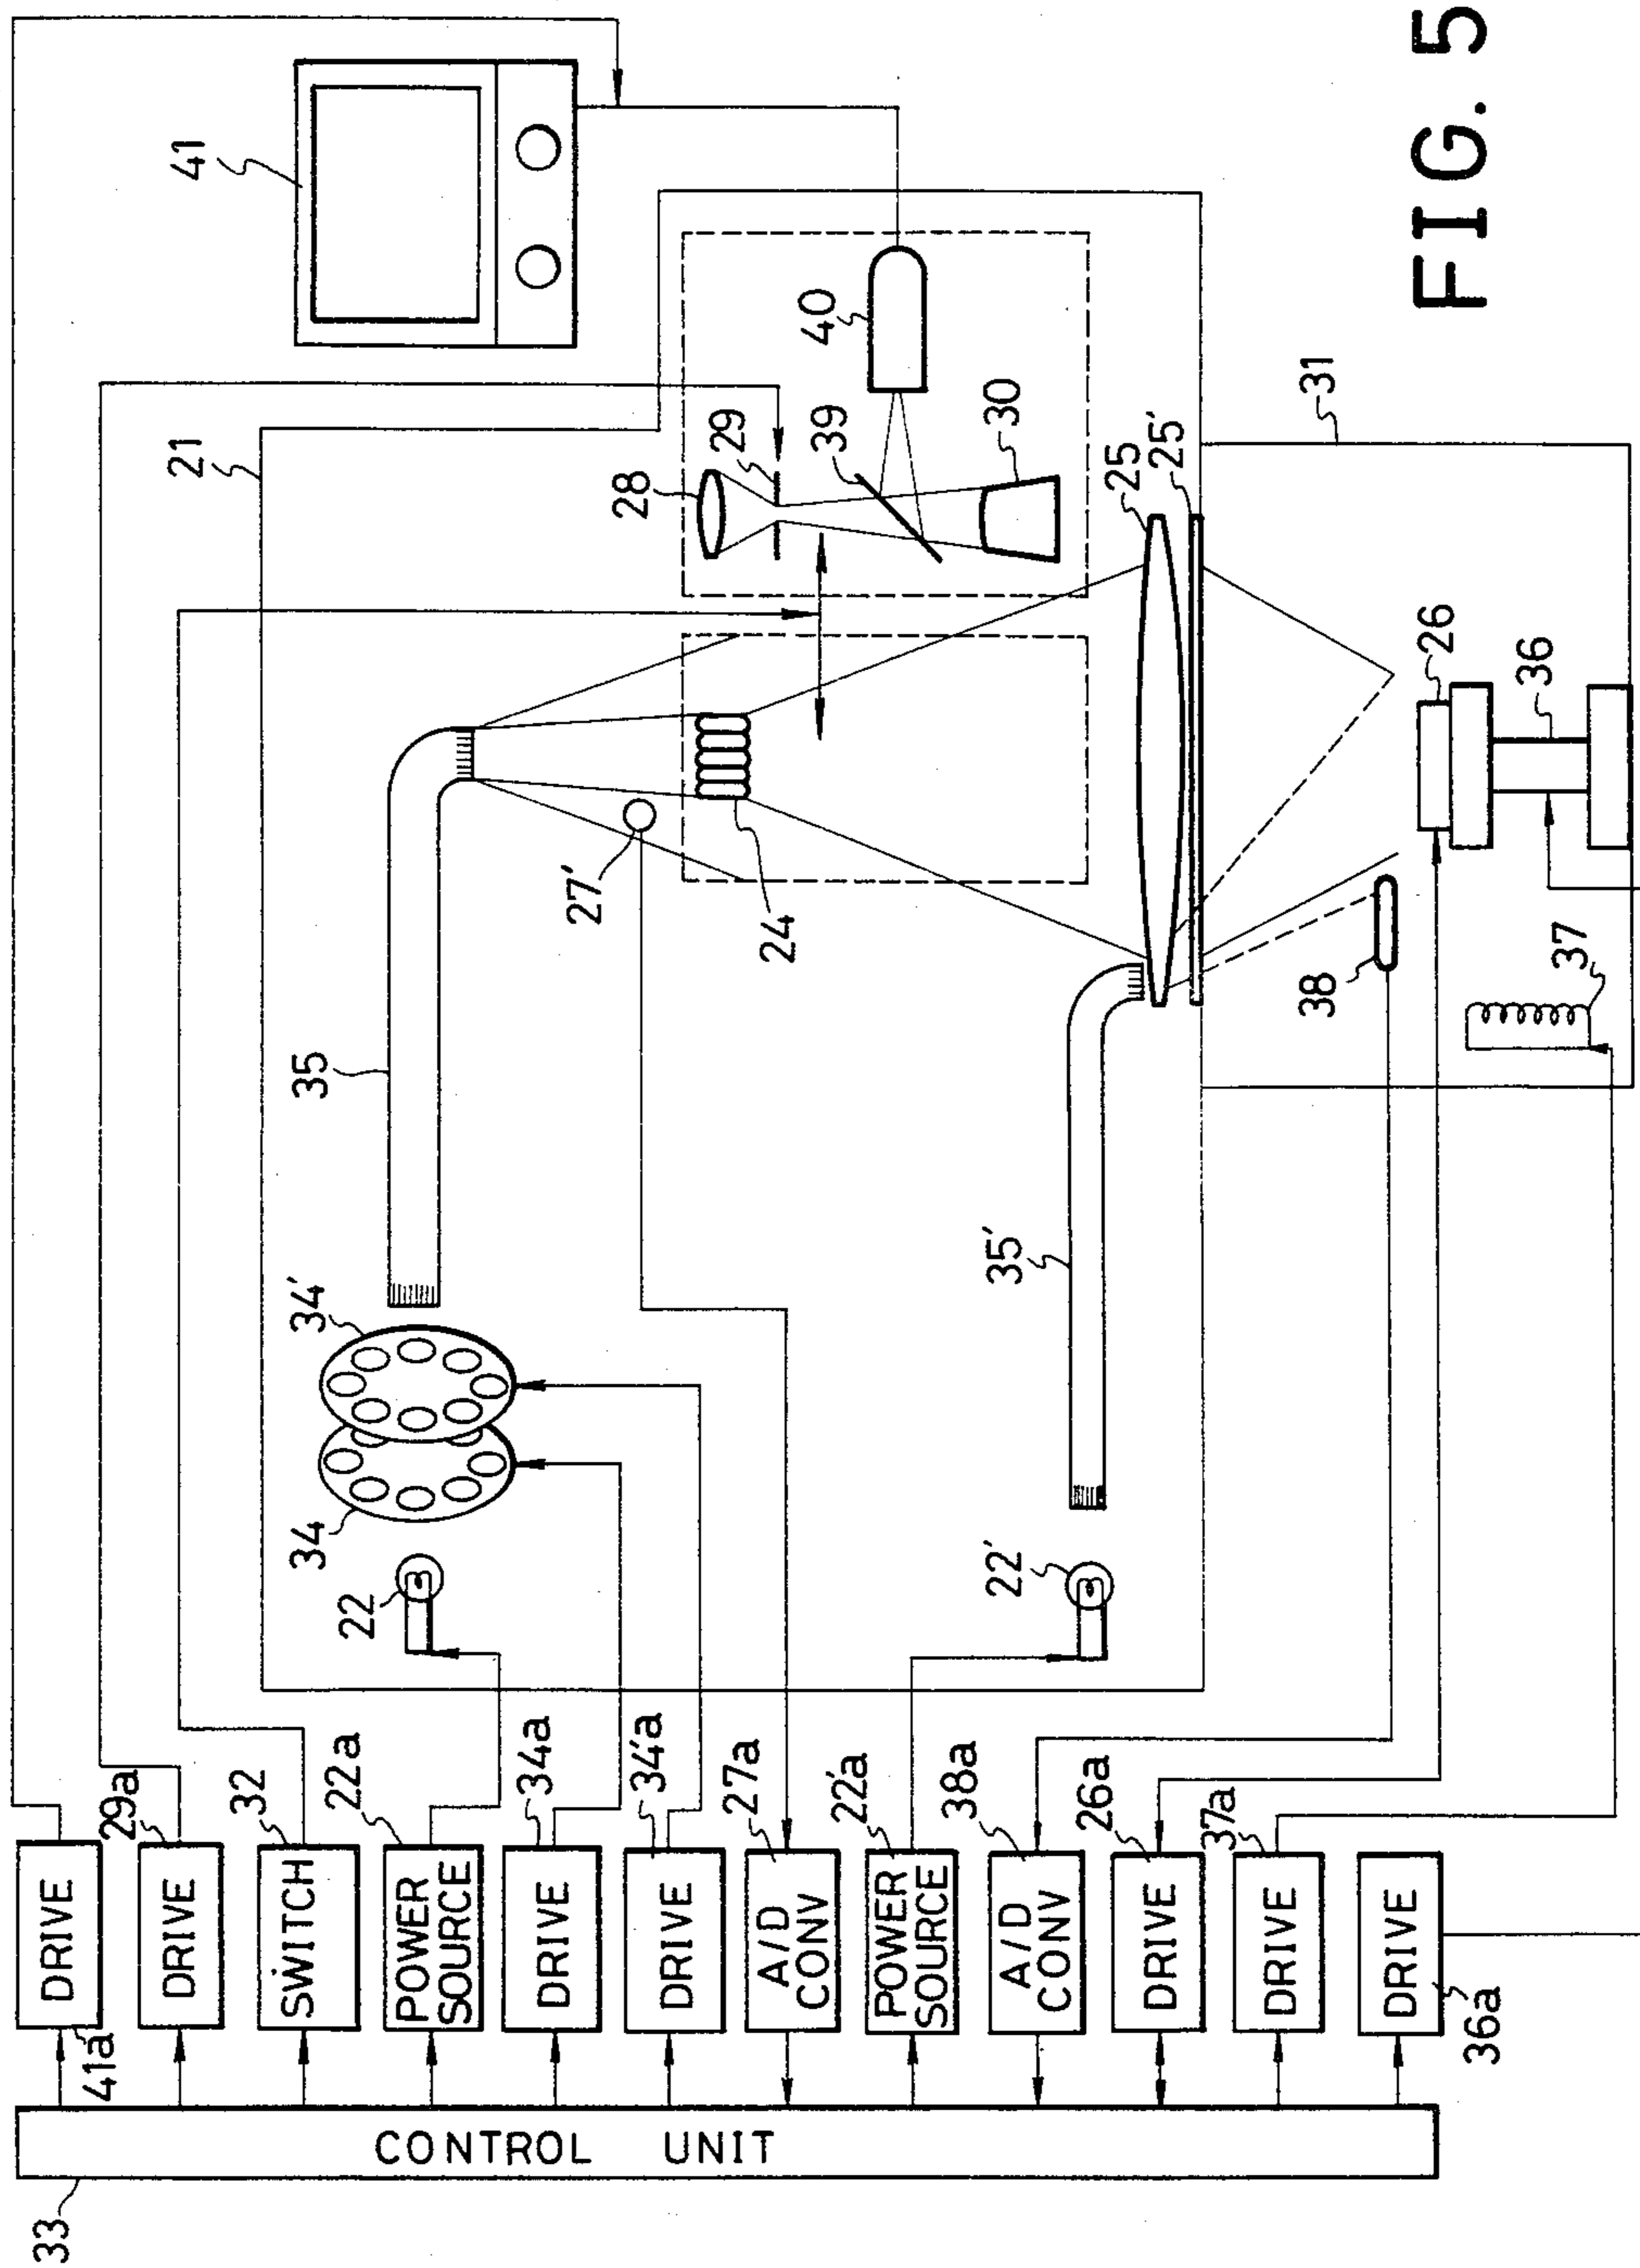 FIG. 5
33
CONTROL UNIT
41a
DRIVE
29a
DRIVE
32
SWITCH
22a
POWER
SOURCE
34a
DRIVE
34'a
DRIVE
27a
A/D
CONV
22'a
POWER
SOURCE
38a
A/D
CONV
26a
DRIVE
37a
DRIVE
36a
DRIVE
21
22
34
34'
35
27'
24
28
29
39
40
30
41
22'
35'
25
25'
31
38
37
26
36